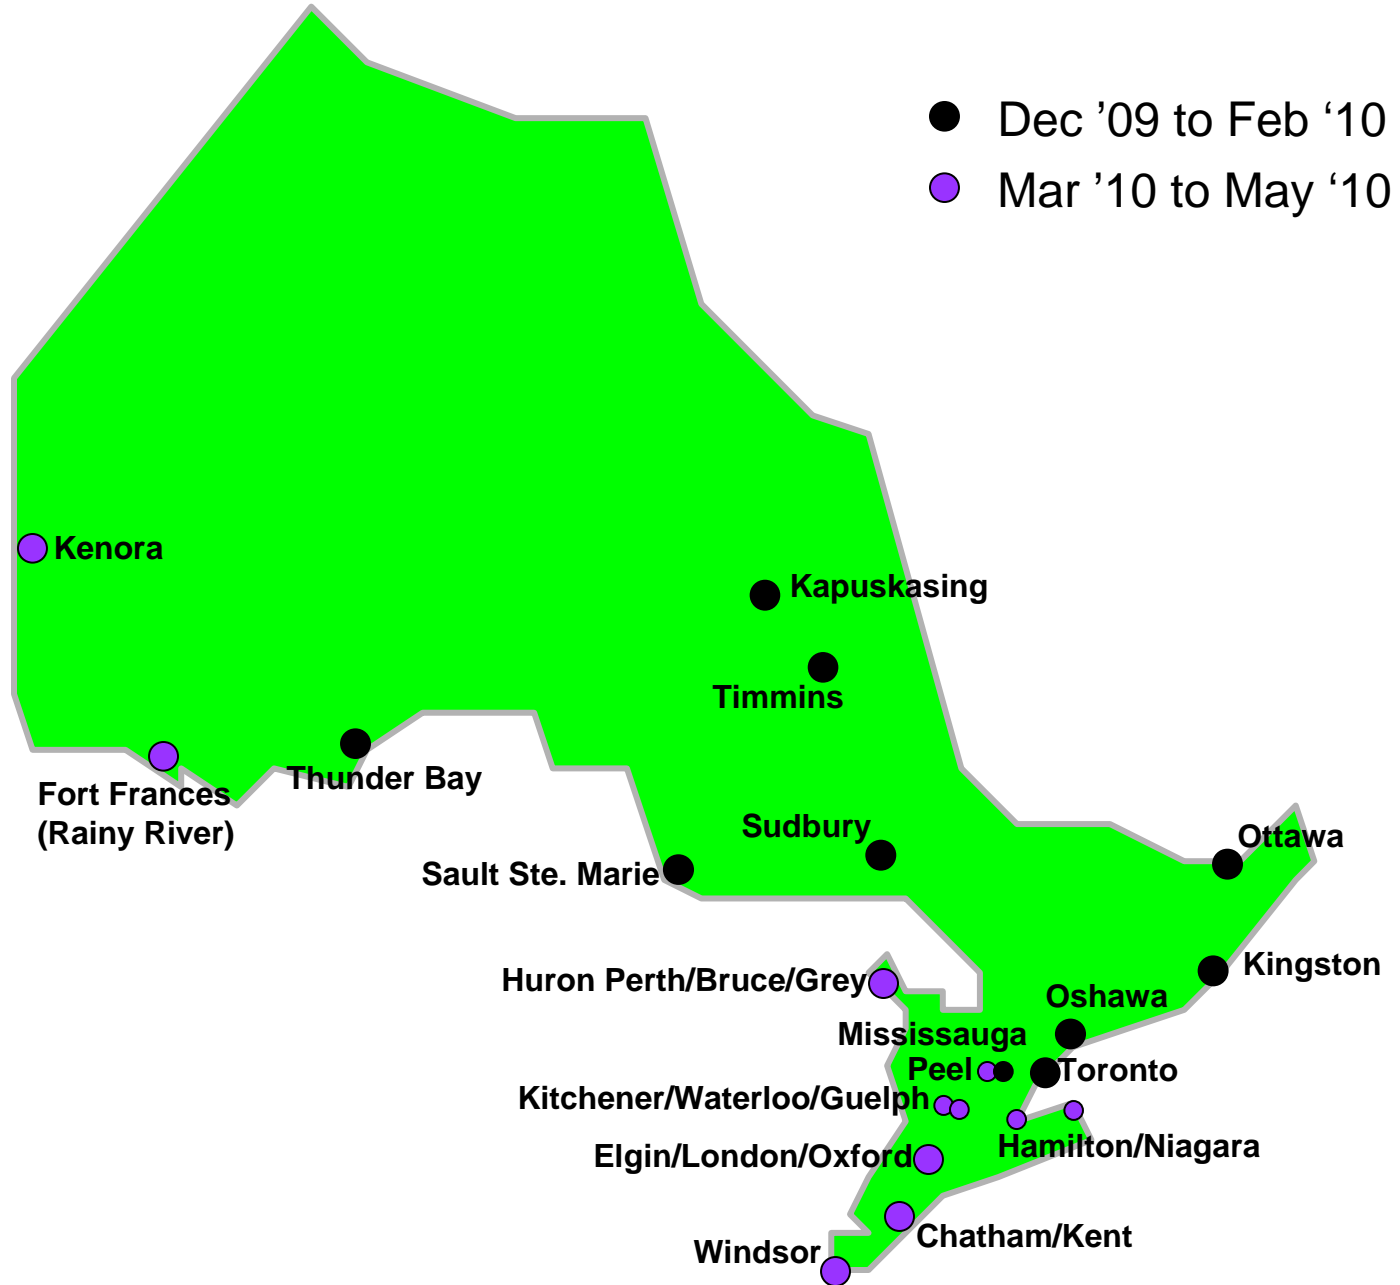 Dec ’09 to Feb ‘10
Mar ’10 to May ‘10
Kenora
Kapuskasing
Timmins
Thunder Bay
Fort Frances
(Rainy River)
Sudbury
Ottawa
Sault Ste. Marie
Kingston
Huron Perth/Bruce/Grey
Oshawa
Mississauga
Peel
Toronto
Kitchener/Waterloo/Guelph
Hamilton/Niagara
Elgin/London/Oxford
Chatham/Kent
Windsor